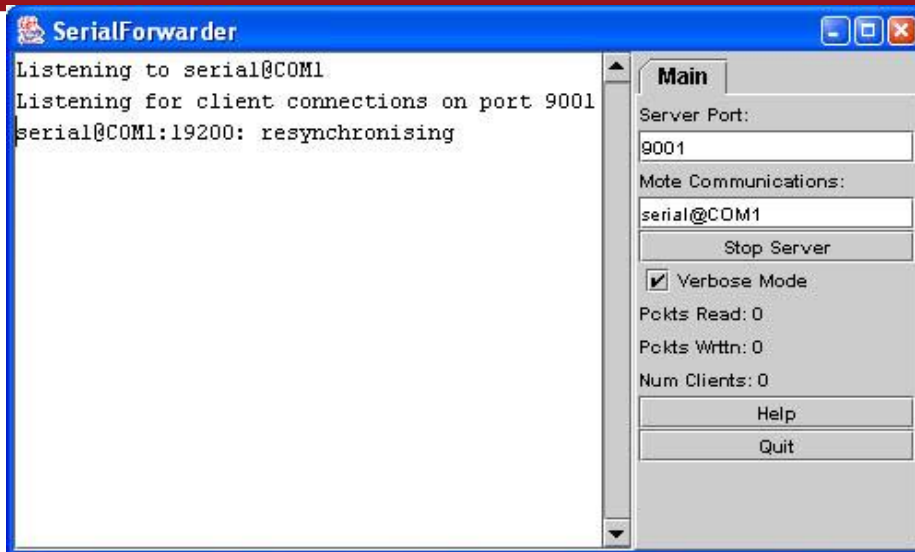 SerialForwarder
Listening to serial@COM1
Listening for client connections on port 9001
serial@COM1:19200: resynchronising
Main
Server Port:
9001
Mote Communications:
serial@COM1
Stop Server
Verbose Mode
Pckts Read: 0
Pckts Wrttn: 0
Num Clients: 0
Help
Quit